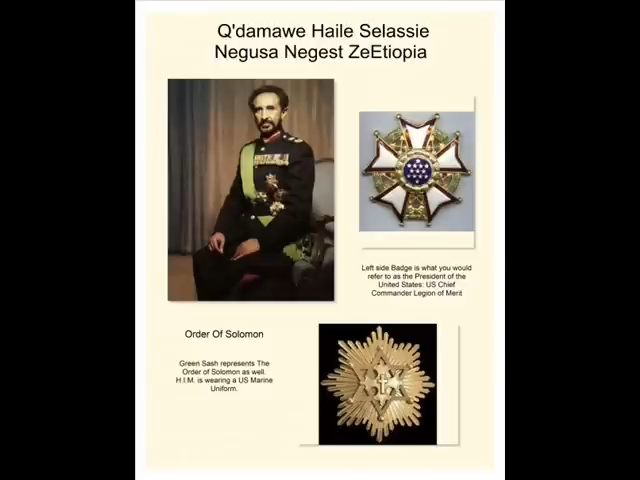 Q'damawe Haile Selassie
Negusa Negest ZeEtiopia
Left side Badge is what you would
refer to as the President of the
United States: US Chief
Commander Legion of Merit
Order Of Solomon
Green Sash represents The
Order of Solomon as well.
H.I.M. is wearing a US Marine
Uniform.